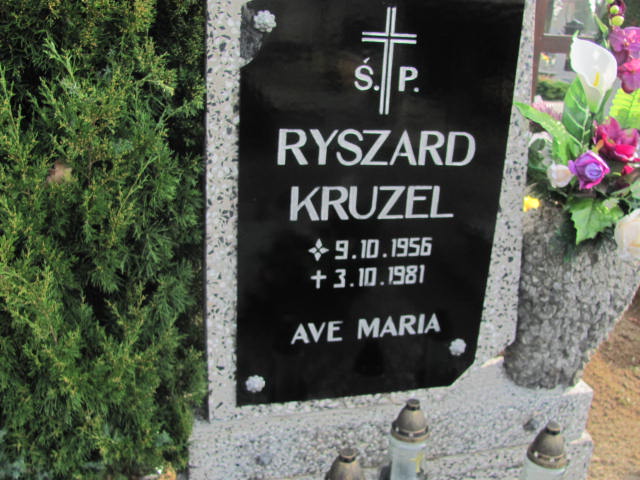 Ś. P.
RYSZARD
KRUZEL
9.10.1956
3.10.1981
AVE MARIA